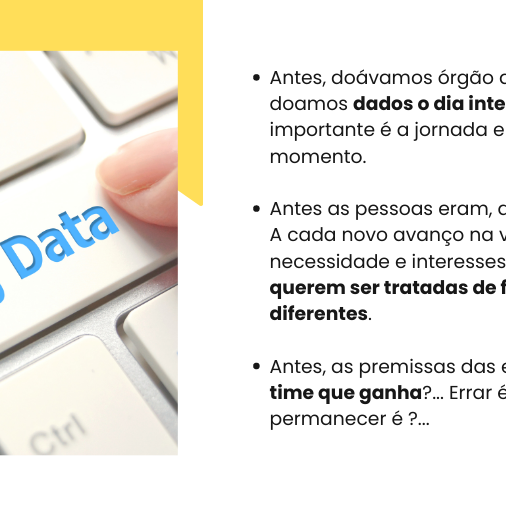 Data
Ctrl
• Antes, doávamos órgão
doamos dados o dia inte
importante é a jornada e
momento.
• Antes as pessoas eram,
A cada novo avanço na v
necessidade e interesses
querem ser tratadas de f
diferentes.
• Antes, as premissas das e
time que ganha?... Errar é
permanecer é ?...